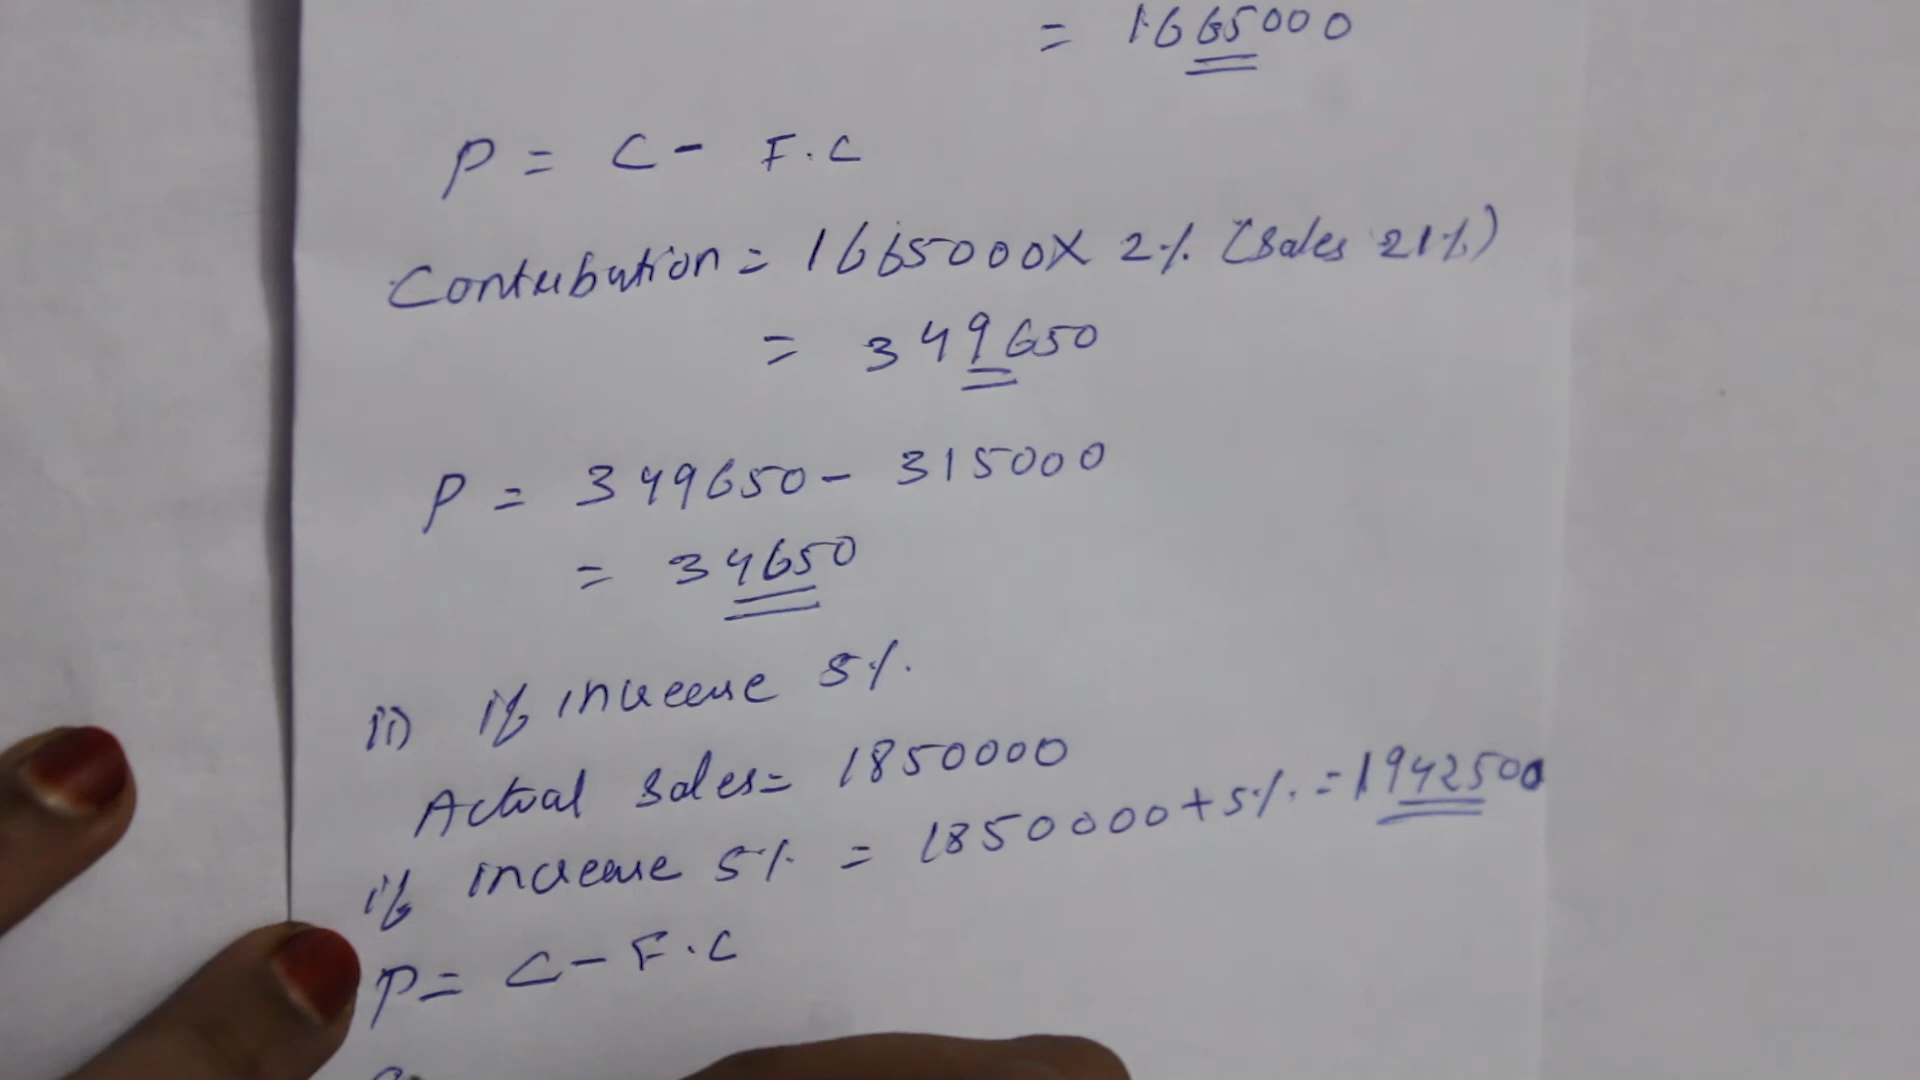 = 1665000
P = C - F.C
Contribution = 1665000 X 21. (Sales 21%)
= 349650
P = 349650 - 315000
= 34650
ii) if increase 5%.
Actual Sales = 1850000
if increase 5% = 1850000 + 5%. = 1942500
P = C - F.C